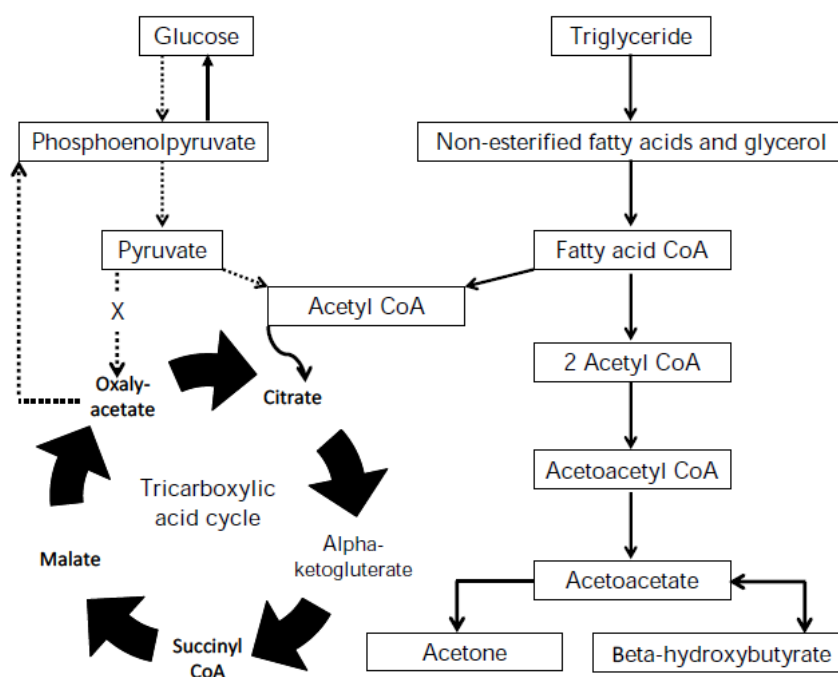 Glucose
Triglyceride
Phosphoenolpyruvate
Non-esterified fatty acids and glycerol
Pyruvate
Fatty acid CoA
Acetyl CoA
X
2 Acetyl CoA
Oxaly-
acetate
Citrate
Acetoacetyl CoA
Tricarboxylic
acid cycle
Alpha-
ketogluterate
Malate
Acetoacetate
Succinyl
CoA
Acetone
Beta-hydroxybutyrate